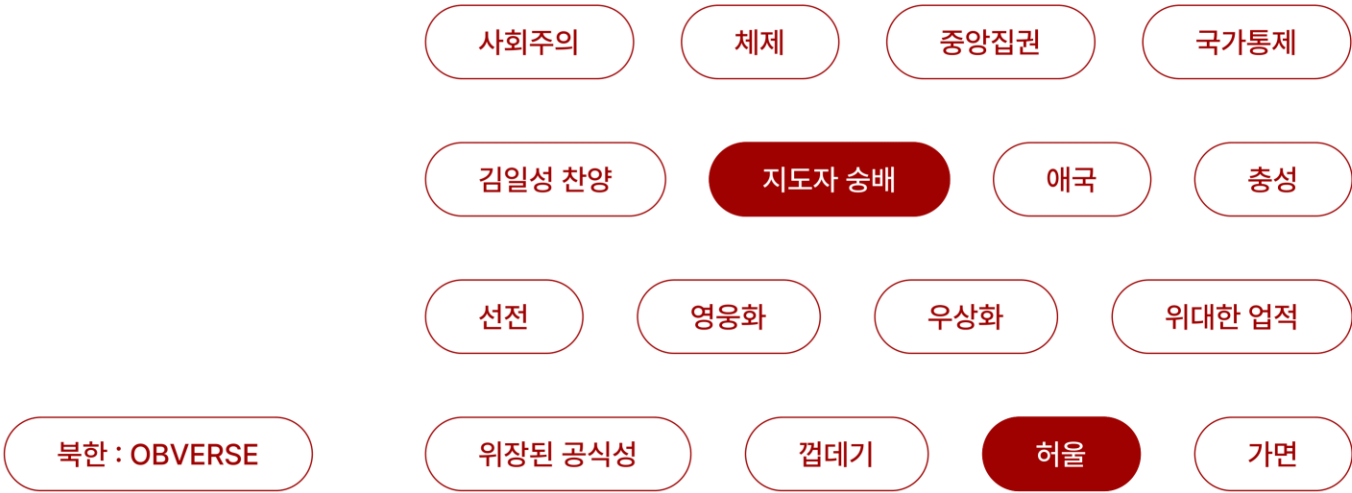 사회주의 체제 중앙집권 국가통제
김일성 찬양 지도자 숭배 애국 충성
선전 영웅화 우상화 위대한 업적
북한 : OBVERSE 위장된 공식성 껍데기 허울 가면